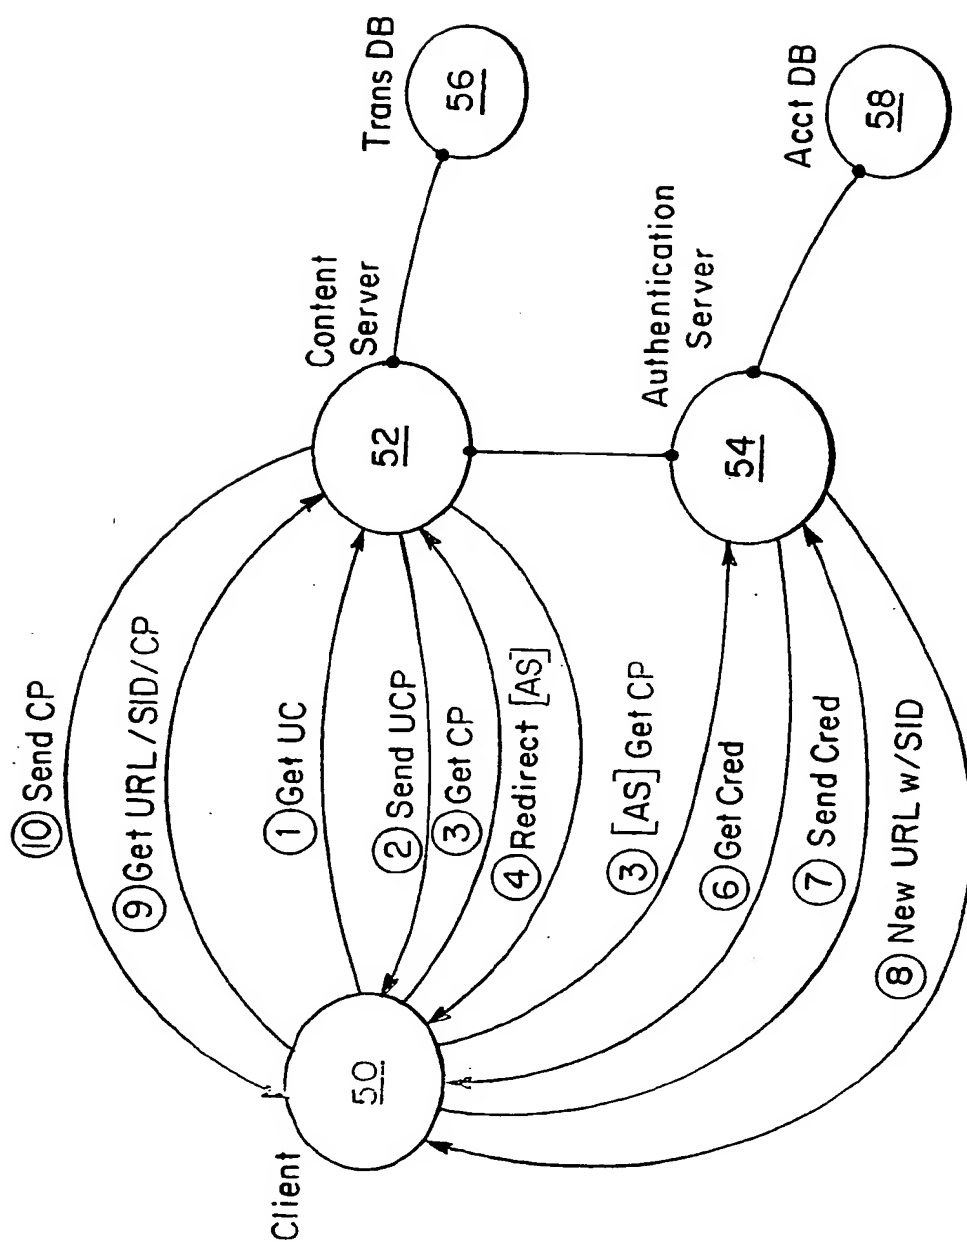 ⑩ Send CP
⑨ Get URL/SID/CP
① Get UC
② Send UCP
③ Get CP
④ Redirect [AS]
③ [AS] Get CP
⑥ Get Cred
⑦ Send Cred
⑧ New URL w/SID
Client
50
Content
Server
52
Trans DB
56
Authentication
Server
54
Acct DB
58